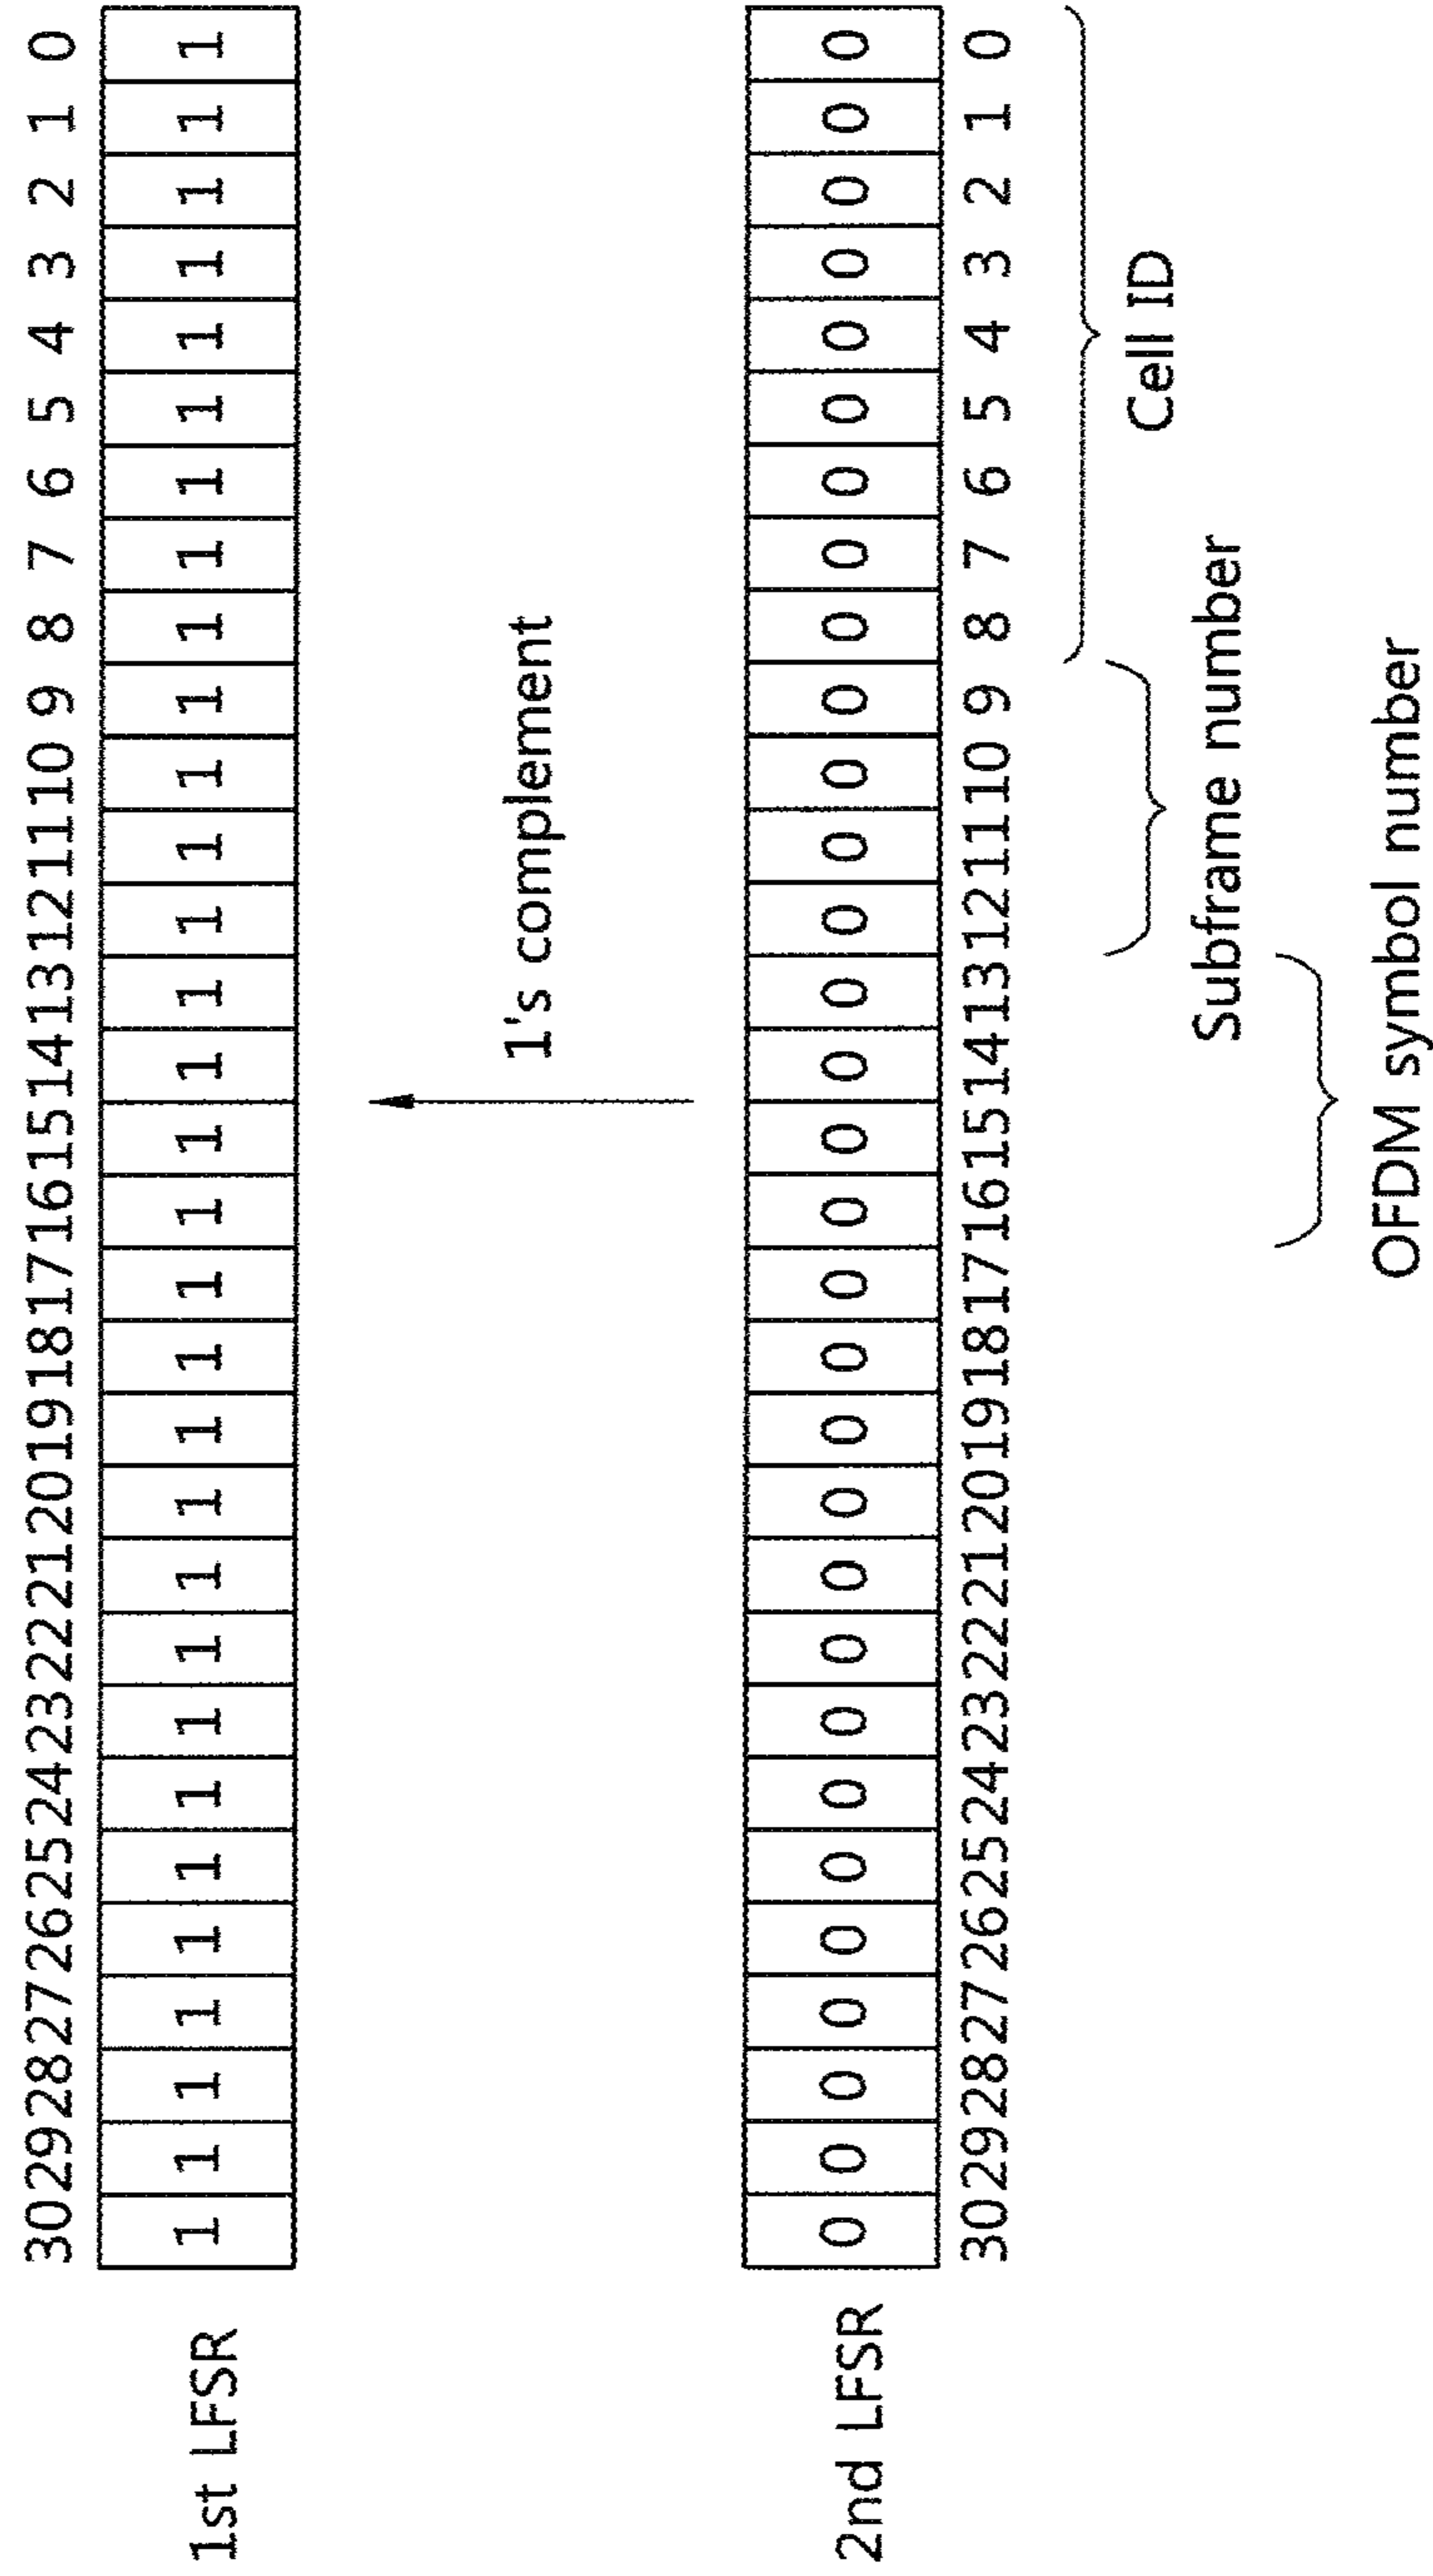 30 29 28 27 26 25 24 23 22 21 20 19 18 17 16 15 14 13 12 11 10 9 8 7 6 5 4 3 2 1 0
1st LFSR 1 1 1 1 1 1 1 1 1 1 1 1 1 1 1 1 1 1 1 1 1 1 1 1 1 1 1 1 1 1 1
1's complement
2nd LFSR 0 0 0 0 0 0 0 0 0 0 0 0 0 0 0 0 0 0 0 0 0 0 0 0 0 0 0 0 0 0 0
30 29 28 27 26 25 24 23 22 21 20 19 18 17 16 15 14 13 12 11 10 9 8 7 6 5 4 3 2 1 0
Cell ID
Subframe number
OFDM symbol number